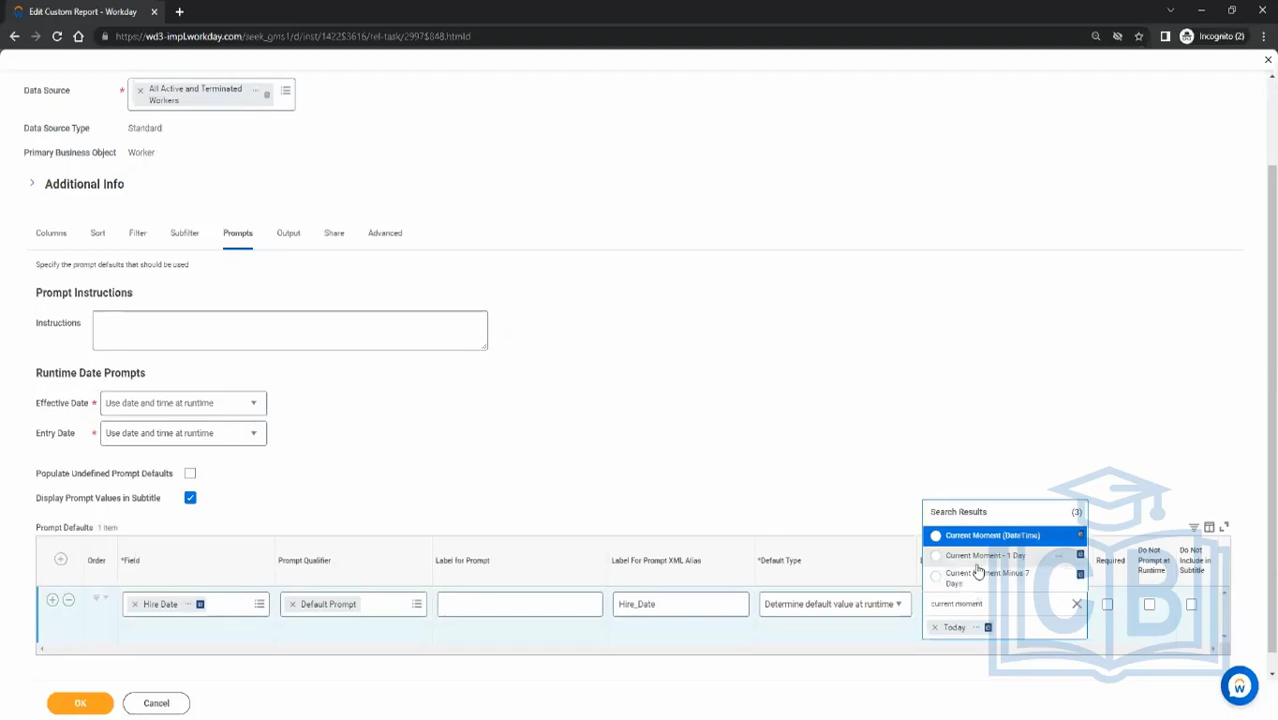 Edit Custom Report - Workday
https://wd3-impl.workday.com/seek_gms1/d/inst/1422$3616/rel-task/2997$848.htmld
Incognito (2)
Data Source *
All Active and Terminated
Workers
Data Source Type Standard
Primary Business Object Worker
Additional Info
Columns Sort Filter Subfilter Prompts Output Share Advanced
Specify the prompt defaults that should be used
Prompt Instructions
Instructions
Runtime Date Prompts
Effective Date * Use date and time at runtime
Entry Date * Use date and time at runtime
Populate Undefined Prompt Defaults
Display Prompt Values in Subtitle
Prompt Defaults 1 item
Order *Field Prompt Qualifier Label for Prompt Label For Prompt XML Alias *Default Type Required
Do Not
Prompt at
Runtime
Do Not
Include in
Subtitle
Hire Date Default Prompt Hire_Date Determine default value at runtime
Search Results (3)
Current Moment (DateTime)
Current Moment - 1 Day
Minus 7
Days
current moment
Today
CB
OK Cancel